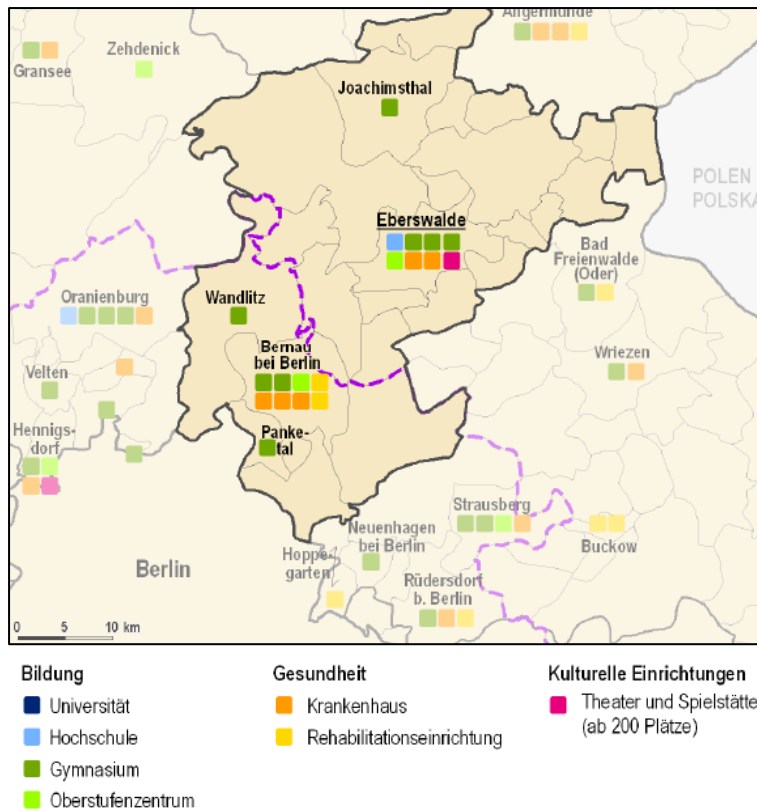 Angermünde
Zehdenick
Gransee
Joachimsthal
POLEN
POLSKA
Eberswalde
Bad
Freienwalde
(Oder)
Oranienburg
Wandlitz
Bernau
bei Berlin
Wriezen
Velten
Hennigs-
dorf
Panke-
tal
Strausberg
Neuenhagen
bei Berlin
Buckow
Hoppe-
garten
Berlin
Rüdersdorf
b. Berlin
0 5 10 km
Bildung
Universität
Hochschule
Gymnasium
Oberstufenzentrum
Gesundheit
Krankenhaus
Rehabilitationseinrichtung
Kulturelle Einrichtungen
Theater und Spielstätte
(ab 200 Plätze)